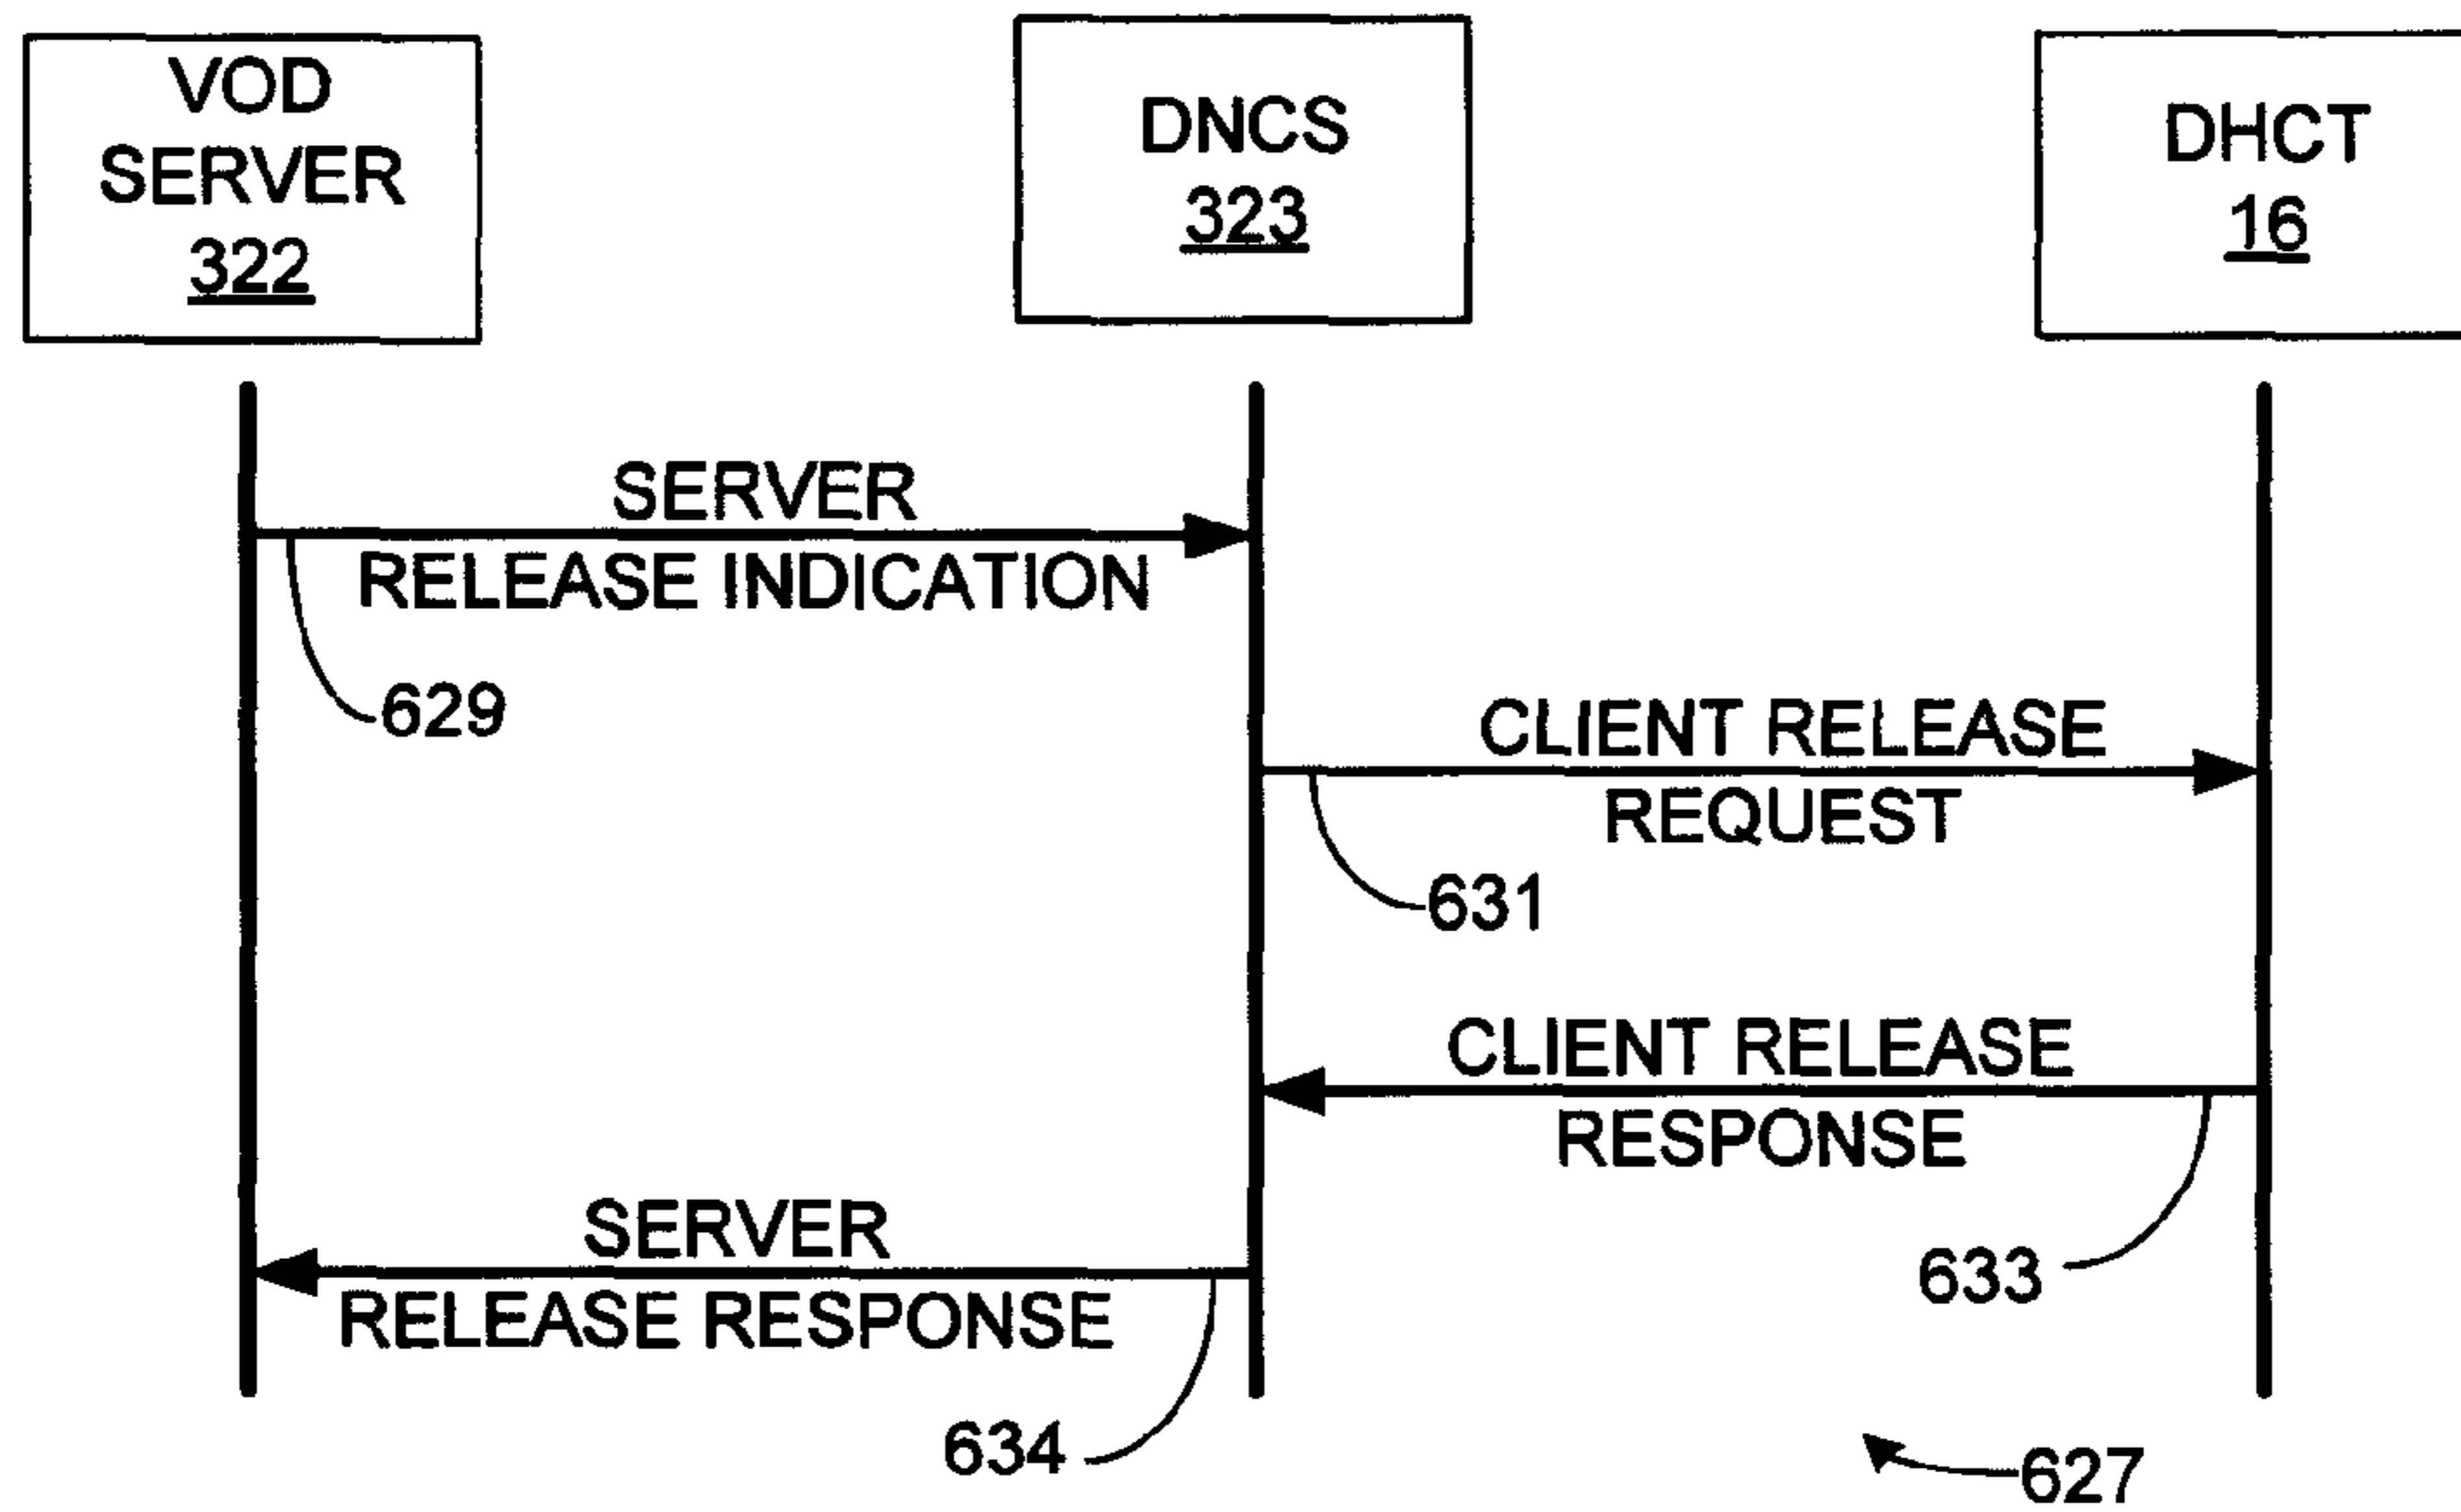 VOD
SERVER
322
DNCS
323
DHCT
16
SERVER
RELEASE INDICATION
629
CLIENT RELEASE
REQUEST
631
CLIENT RELEASE
RESPONSE
633
SERVER
RELEASE RESPONSE
634
627